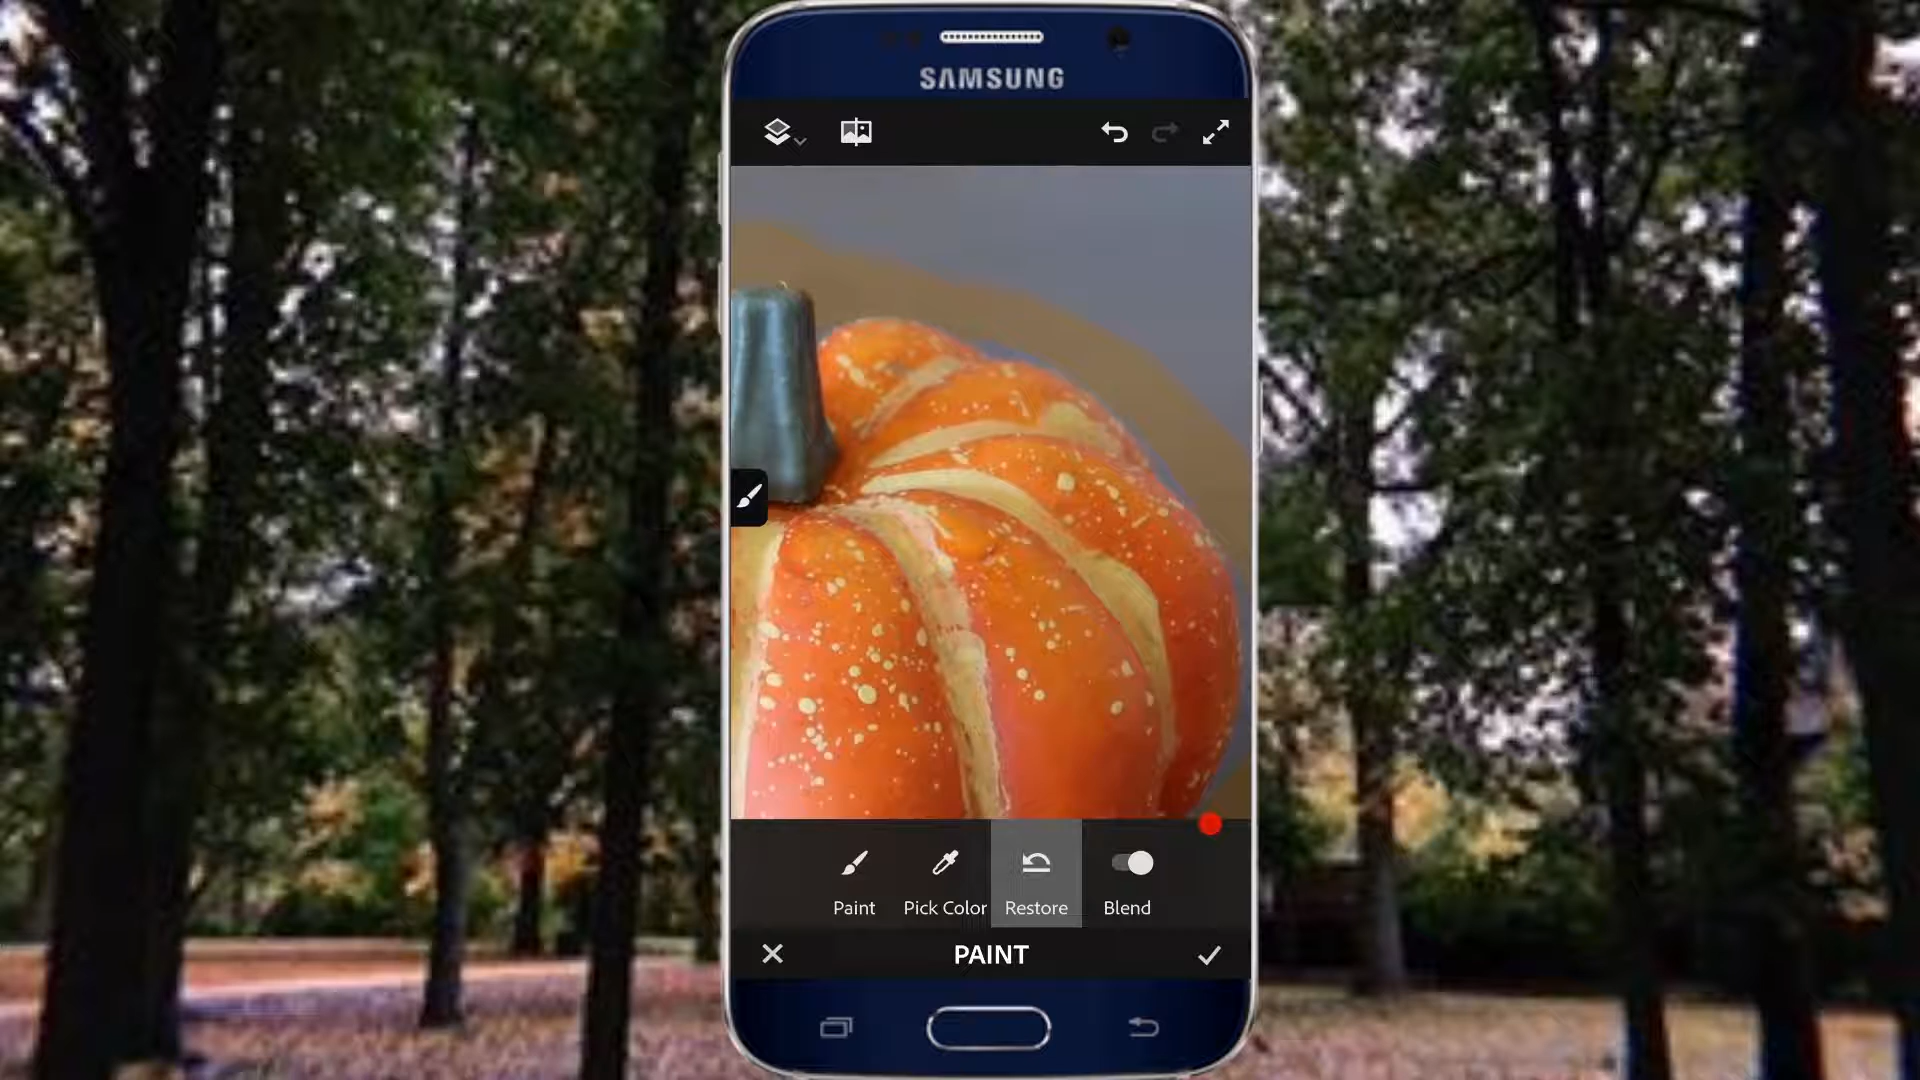 SAMSUNG
Paint
Pick Color
Restore
Blend
PAINT